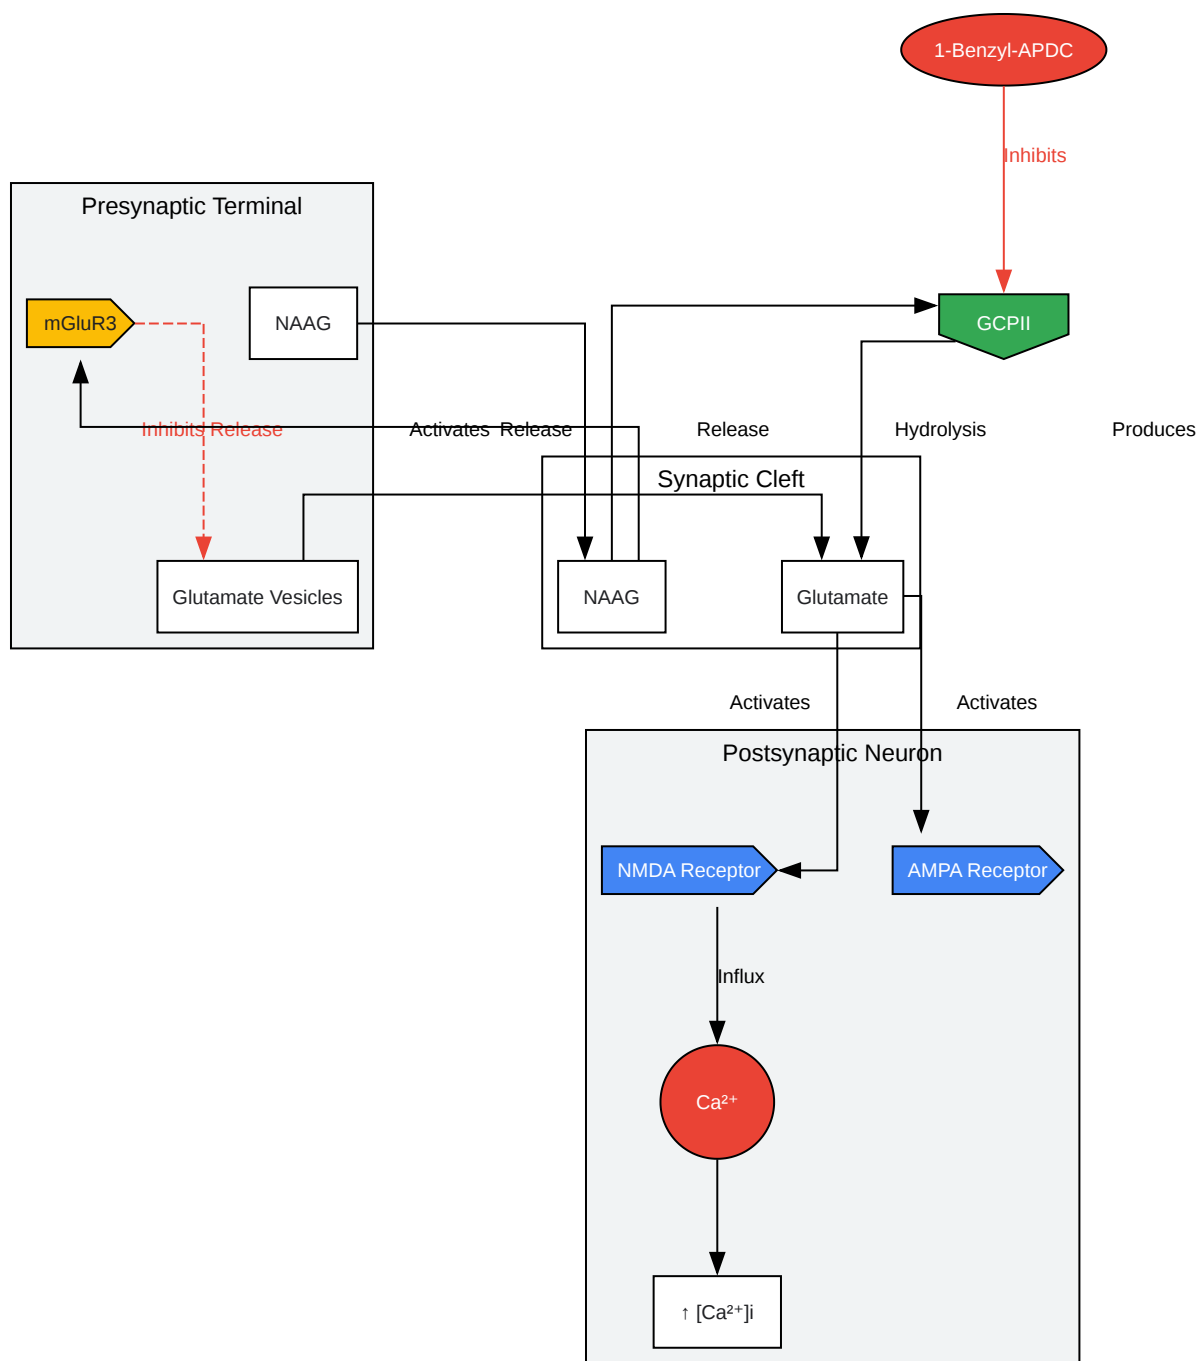 1-Benzyl-APDC
Inhibits
Presynaptic Terminal
mGluR3
NAAG
GCPII
Inhibits Release
Activates
Release
Release
Hydrolysis
Produces
Synaptic Cleft
Glutamate Vesicles
NAAG
Glutamate
Activates
Activates
Postsynaptic Neuron
NMDA Receptor
AMPA Receptor
Influx
Ca²⁺
↑ [Ca²⁺]i